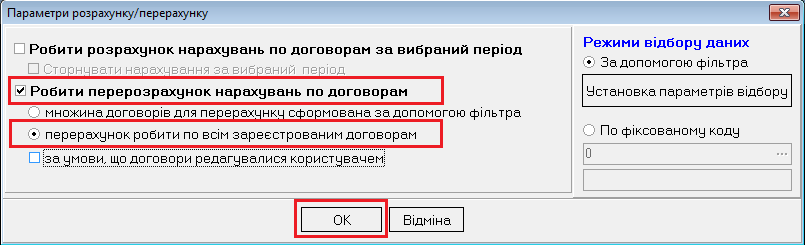 Параметри розрахунку/перерахунку
Робити розрахунок нарахувань по договорам за вибраний період
Сторнувати нарахування за вибраний період
Робити перерозрахунок нарахувань по договорам
множина договорів для перерахунку сформована за допомогою фільтра
перерахунок робити по всім зареєстрованим договорам
за умови, що договори редагувалися користувачем
Режими відбору даних
За допомогою фільтра
Установка параметрів відбору
По фіксованому коду
0 ...
OK
Відміна